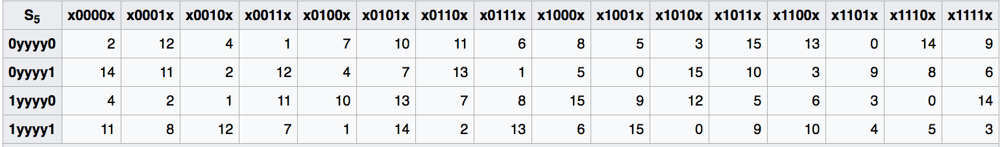 S5 x0000x x0001x x0010x x0011x x0100x x0101x x0110x x0111x x1000x x1001x x1010x x1011x x1100x x1101x x1110x x1111x
0yyyy0 2 12 4 1 7 10 11 6 8 5 3 15 13 0 14 9
0yyyy1 14 11 2 12 4 7 13 1 5 0 15 10 3 9 8 6
1yyyy0 4 2 1 11 10 13 7 8 15 9 12 5 6 3 0 14
1yyyy1 11 8 12 7 1 14 2 13 6 15 0 9 10 4 5 3